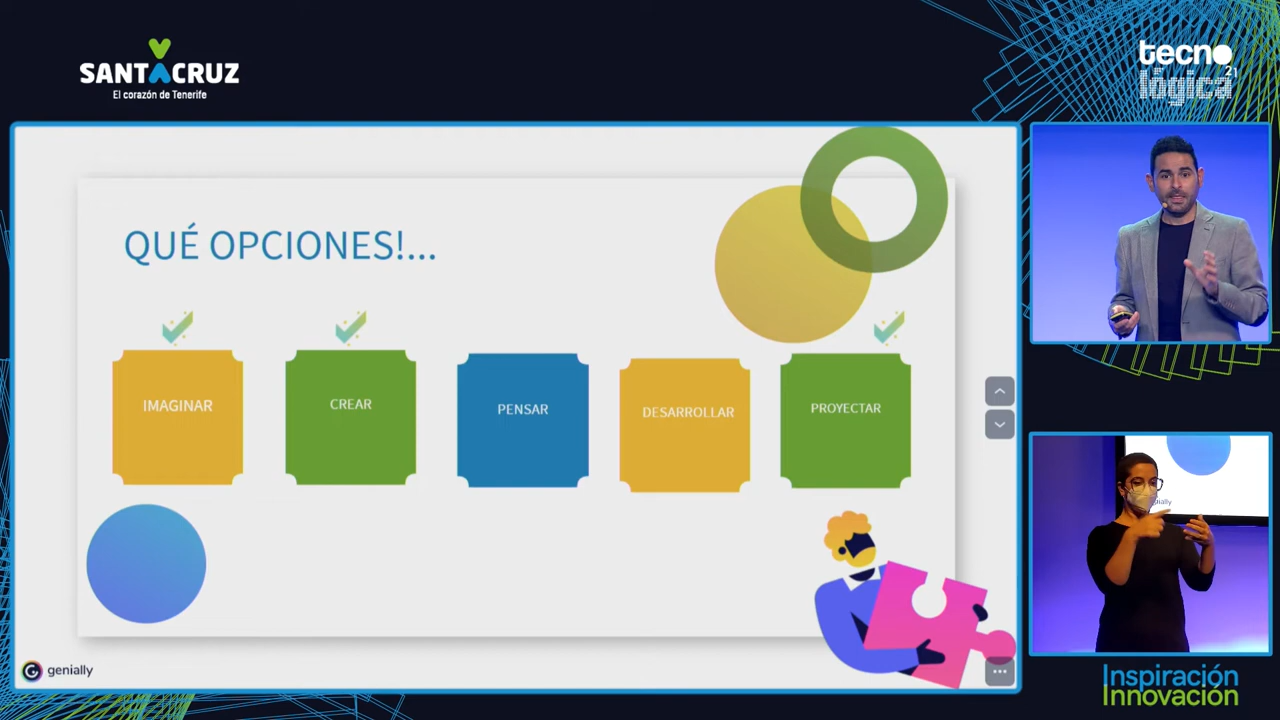 SANTACRUZ
El corazón de Tenerife
tecno
lógica
21
QUÉ OPCIONES!...
IMAGINAR
CREAR
PENSAR
DESARROLLAR
PROYECTAR
genially
Inspiración
Innovación